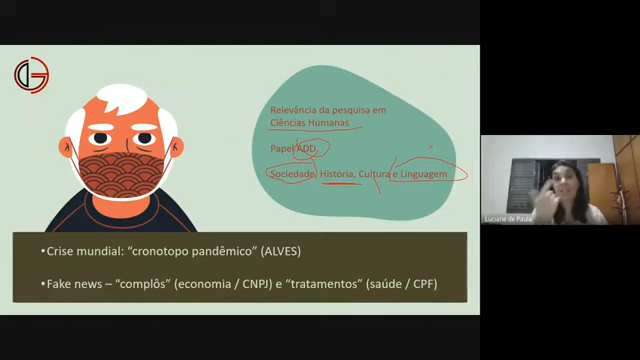 Relevância da pesquisa em
Ciências Humanas
Papel ADD,
Sociedade, História, Cultura e Linguagem
•Crise mundial: “cronotopo pandêmico” (ALVES)
•Fake news – “complôs” (economia / CNPJ) e “tratamentos” (saúde / CPF)
Luciane de Paula